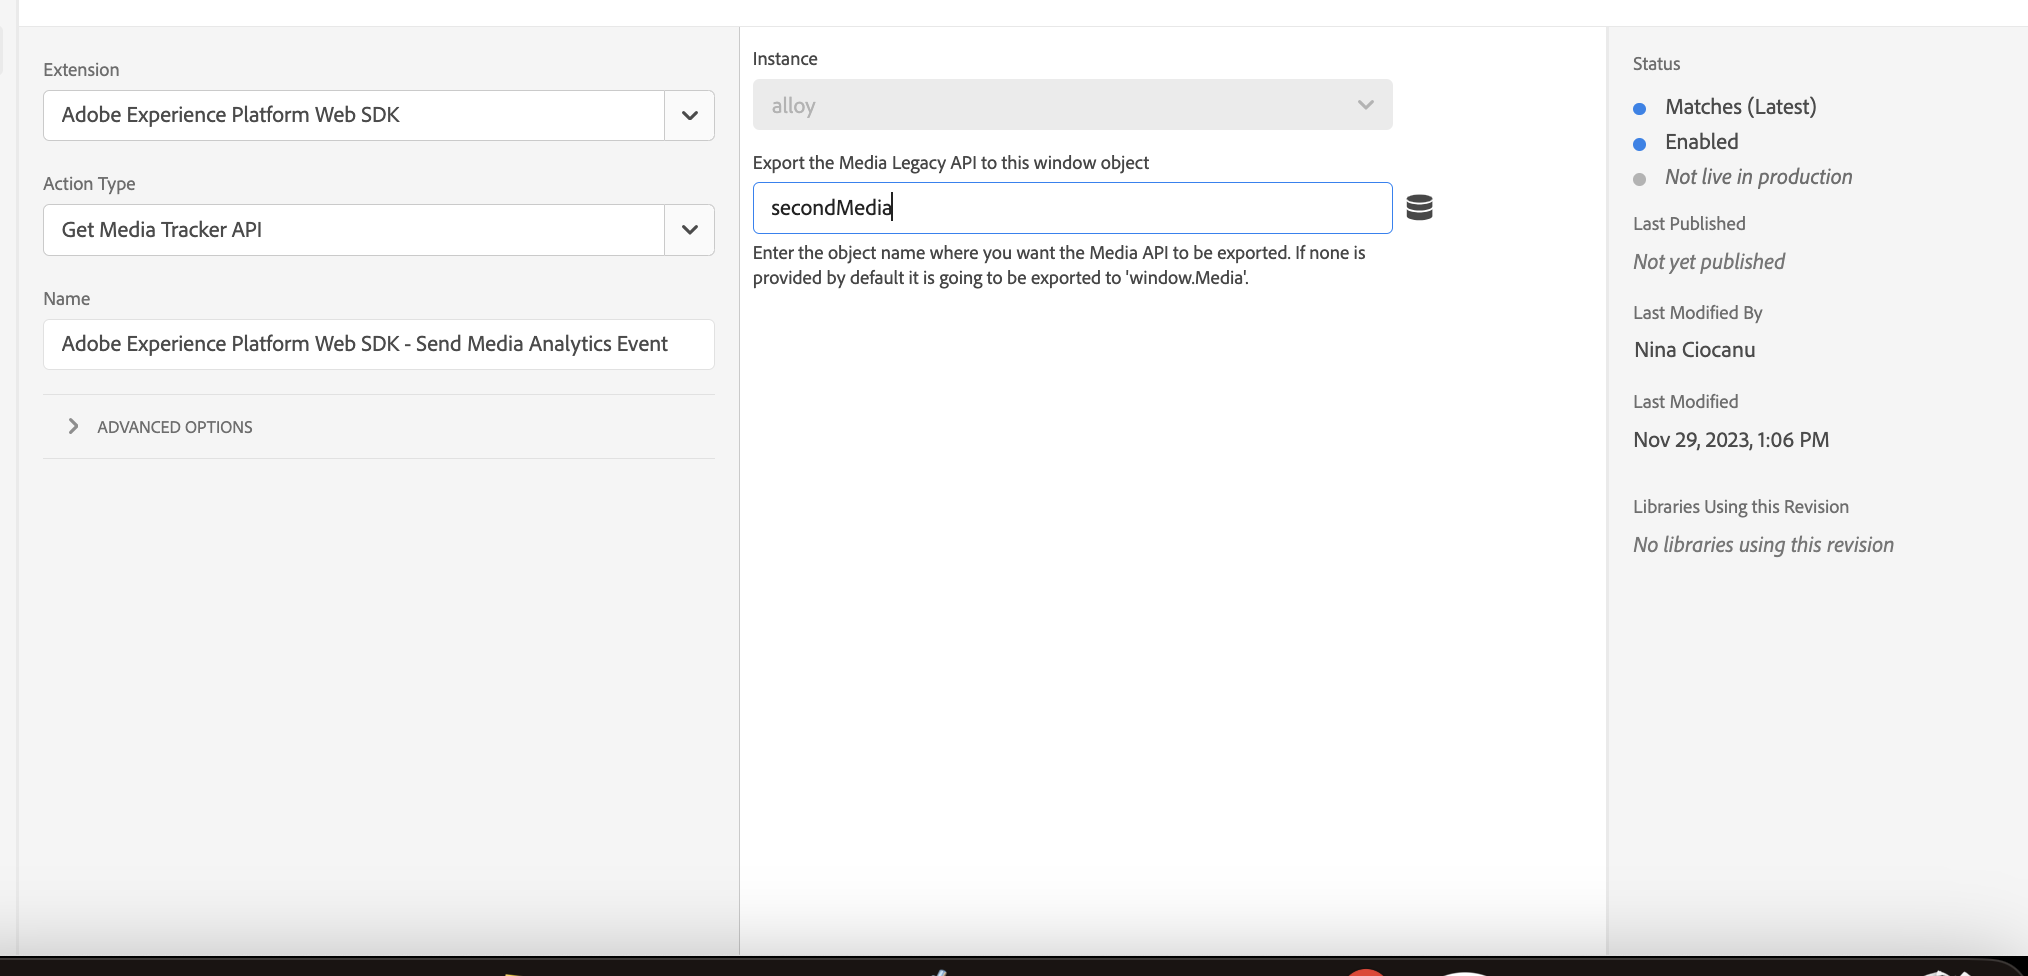 Extension
Adobe Experience Platform Web SDK
Action Type
Get Media Tracker API
Name
Adobe Experience Platform Web SDK - Send Media Analytics Event
ADVANCED OPTIONS
Instance
alloy
Export the Media Legacy API to this window object
secondMedia
Enter the object name where you want the Media API to be exported. If none is
provided by default it is going to be exported to 'window.Media'.
Status
Matches (Latest)
Enabled
Not live in production
Last Published
Not yet published
Last Modified By
Nina Ciocanu
Last Modified
Nov 29, 2023, 1:06 PM
Libraries Using this Revision
No libraries using this revision